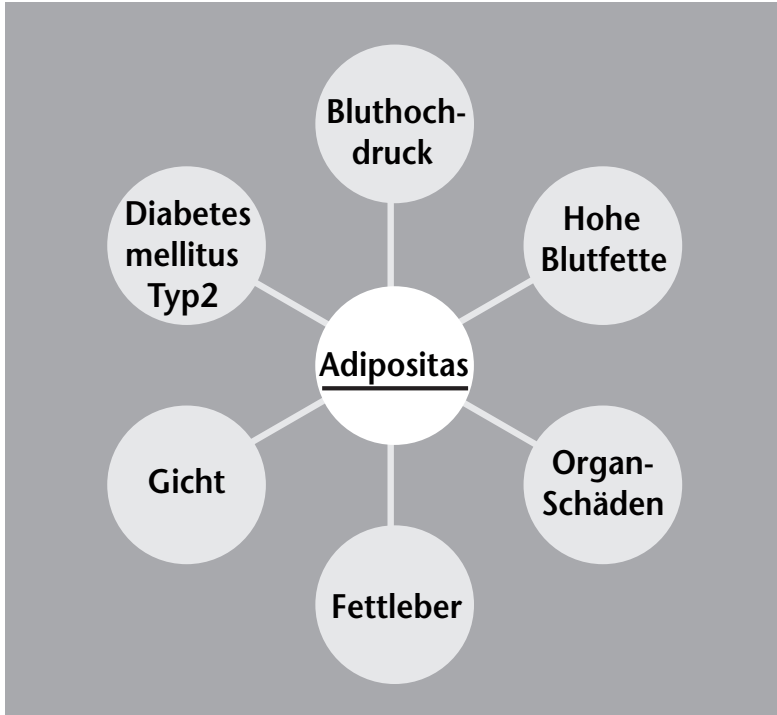 Bluthoch-
druck
Diabetes
mellitus
Typ2
Hohe
Blutfette
Adipositas
Gicht
Organ-
Schäden
Fettleber